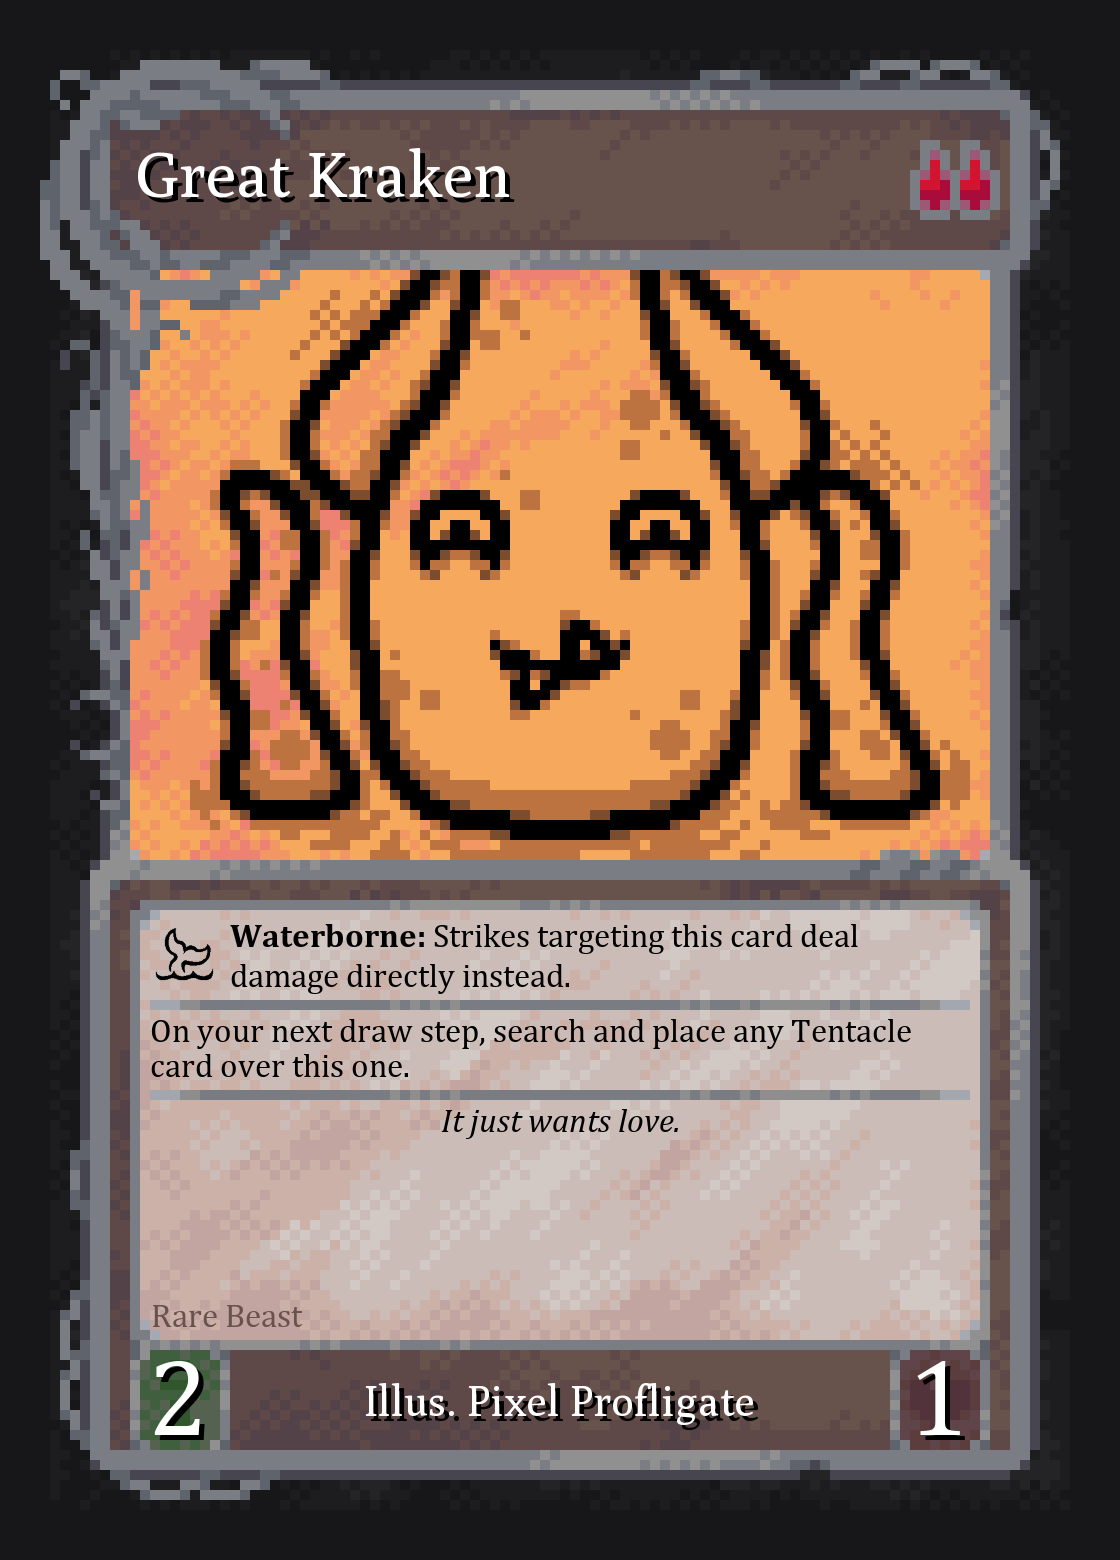 Great Kraken
Waterborne: Strikes targeting this card deal
damage directly instead.
On your next draw step, search and place any Tentacle
card over this one.
It just wants love.
Rare Beast
2
Illus. Pixel Profligate
1